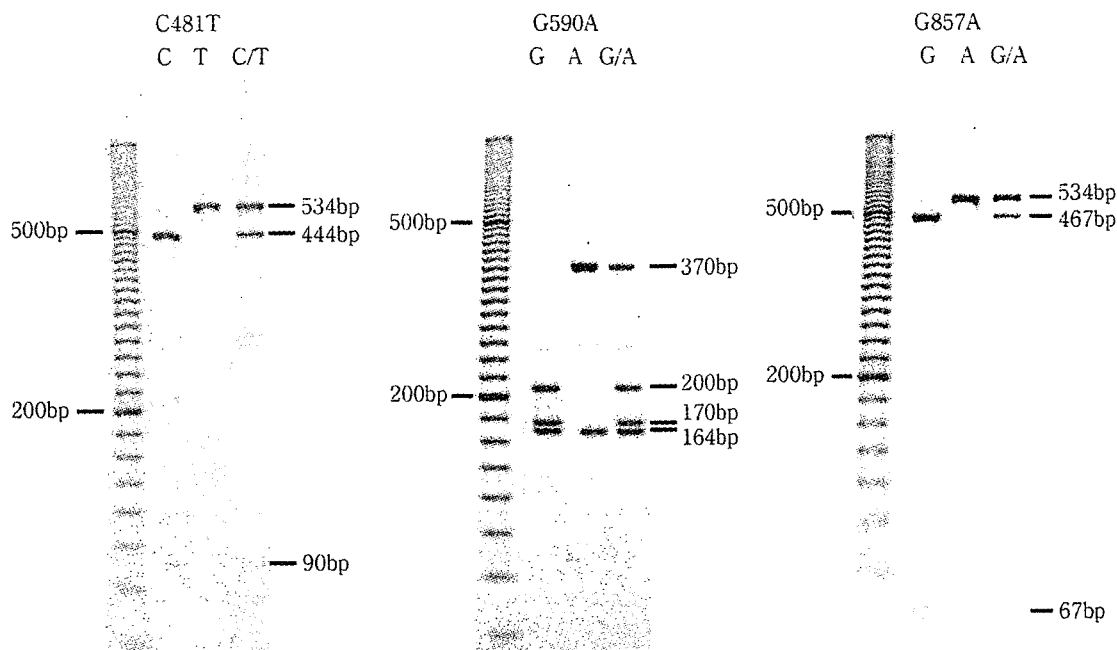 C481T
C T C/T
500bp
200bp
534bp
444bp
90bp
G590A
G A G/A
500bp
200bp
370bp
200bp
170bp
164bp
G857A
G A G/A
500bp
200bp
534bp
467bp
67bp